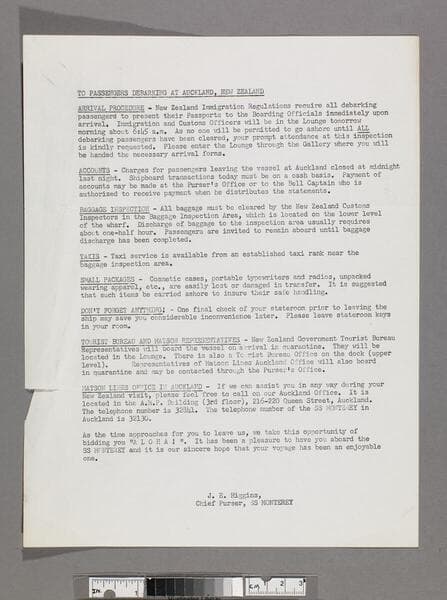 TO PASSENGERS DEBARKING AT AUCKLAND, NEW ZEALAND
ARRIVAL PROCEDURE - New Zealand Immigration Regulations require all debarking
passengers to present their Passports to the Boarding Officials immediately upon
arrival. Immigration and Customs Officers will be in the Lounge tomorrow
morning about 6:45 a.m. As no one will be permitted to go ashore until ALL
debarking passengers have been cleared, your prompt attendance at this inspection
is kindly requested. Please enter the Lounge through the Gallery where you will
be handed the necessary arrival forms.
ACCOUNTS - Charges for passengers leaving the vessel at Auckland closed at midnight
last night. Shipboard transactions today must be on a cash basis. Payment of
accounts may be made at the Purser's Office or to the Bell Captain who is
authorized to receive payment when he distributes the statements.
BAGGAGE INSPECTION - All baggage must be cleared by the New Zealand Customs
Inspectors in the Baggage Inspection Area, which is located on the lower level
of the wharf. Discharge of baggage to the inspection area usually requires
about one-half hour. Passengers are invited to remain aboard until baggage
discharge has been completed.
TAXIS - Taxi service is available from an established taxi rank near the
baggage inspection area.
SMALL PACKAGES - Cosmetic cases, portable typewriters and radios, unpacked
wearing apparel, etc., are easily lost or damaged in transfer. It is suggested
that such items be carried ashore to insure their safe handling.
DON'T FORGET ANYTHING! - One final check of your stateroom prior to leaving the
ship may save you considerable inconvenience later. Please leave stateroom keys
in your room.
TOURIST BUREAU AND MATSON REPRESENTATIVES - New Zealand Government Tourist Bureau
Representatives will board the vessel on arrival in quarantine. They will be
located in the Lounge. There is also a Tourist Bureau Office on the dock (upper
level). Representatives of Matson Lines Auckland Office will also board
in quarantine and may be contacted through the Purser's Office.
MATSON LINES OFFICE IN AUCKLAND - If we can assist you in any way during your
New Zealand visit, please feel free to call on our Auckland Office. It is
located in the A.M.P. Building (3rd floor), 216-220 Queen Street, Auckland.
The telephone number is 32841. The telephone number of the SS MONTEREY in
Auckland is 32130.
As the time approaches for you to leave us, we take this opportunity of
bidding you "A L O H A !". It has been a pleasure to have you aboard the
SS MONTEREY and it is our sincere hope that your voyage has been an enjoyable
one.
J. E. Higgins,
Chief Purser, SS MONTEREY
IN.
1
C
M
2
3